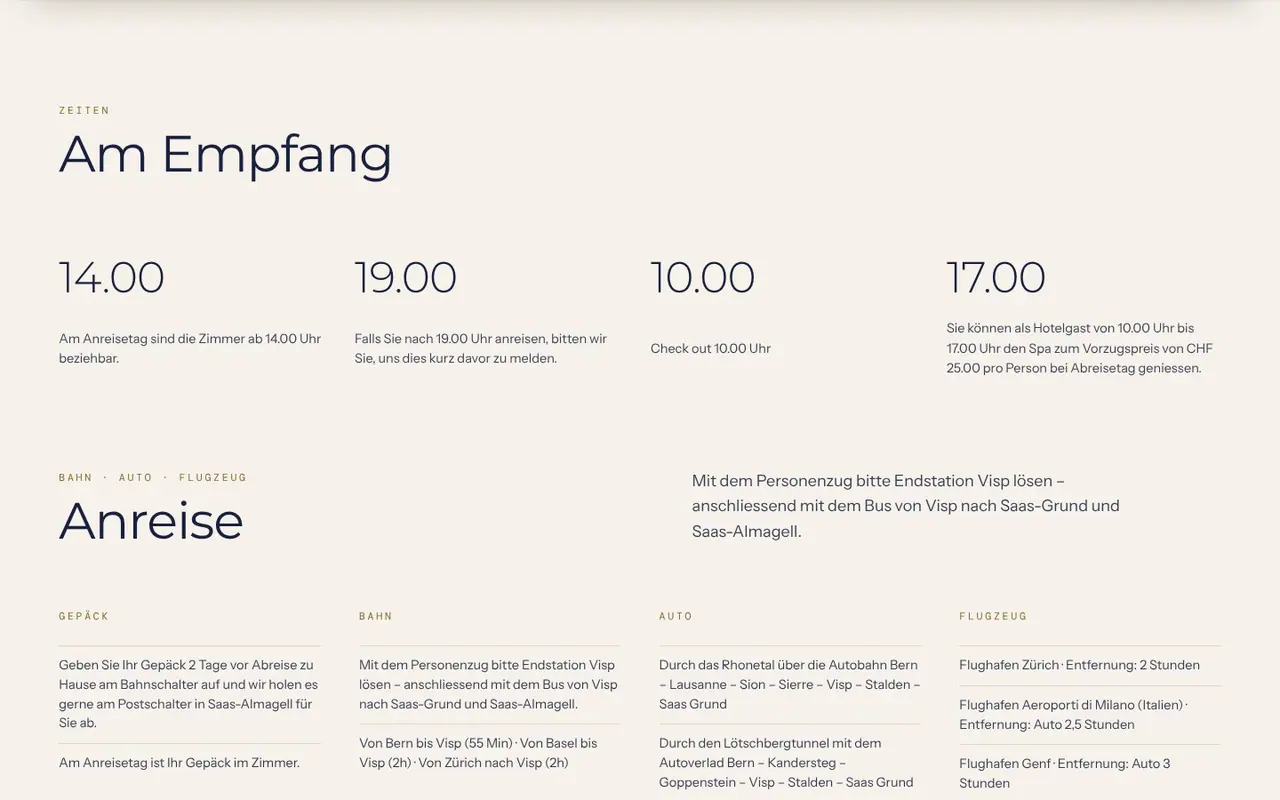 ZEITEN
Am Empfang
14.00
Am Anreisetag sind die Zimmer ab 14.00 Uhr
beziehbar.
19.00
Falls Sie nach 19.00 Uhr anreisen, bitten wir
Sie, uns dies kurz davor zu melden.
10.00
Check out 10.00 Uhr
17.00
Sie können als Hotelgast von 10.00 Uhr bis
17.00 Uhr den Spa zum Vorzugspreis von CHF
25.00 pro Person bei Abreisetag geniessen.
BAHN · AUTO · FLUGZEUG
Anreise
Mit dem Personenzug bitte Endstation Visp lösen –
anschliessend mit dem Bus von Visp nach Saas-Grund und
Saas-Almagell.
GEPÄCK
Geben Sie Ihr Gepäck 2 Tage vor Abreise zu
Hause am Bahnschalter auf und wir holen es
gerne am Postschalter in Saas-Almagell für
Sie ab.
Am Anreisetag ist Ihr Gepäck im Zimmer.
BAHN
Mit dem Personenzug bitte Endstation Visp
lösen – anschliessend mit dem Bus von Visp
nach Saas-Grund und Saas-Almagell.
Von Bern bis Visp (55 Min) · Von Basel bis
Visp (2h) · Von Zürich nach Visp (2h)
AUTO
Durch das Rhonetal über die Autobahn Bern
– Lausanne – Sion – Sierre – Visp – Stalden –
Saas Grund
Durch den Lötschbergtunnel mit dem
Autoverlad Bern – Kandersteg –
Goppenstein – Visp – Stalden – Saas Grund
FLUGZEUG
Flughafen Zürich · Entfernung: 2 Stunden
Flughafen Aeroporti di Milano (Italien) ·
Entfernung: Auto 2,5 Stunden
Flughafen Genf · Entfernung: Auto 3
Stunden